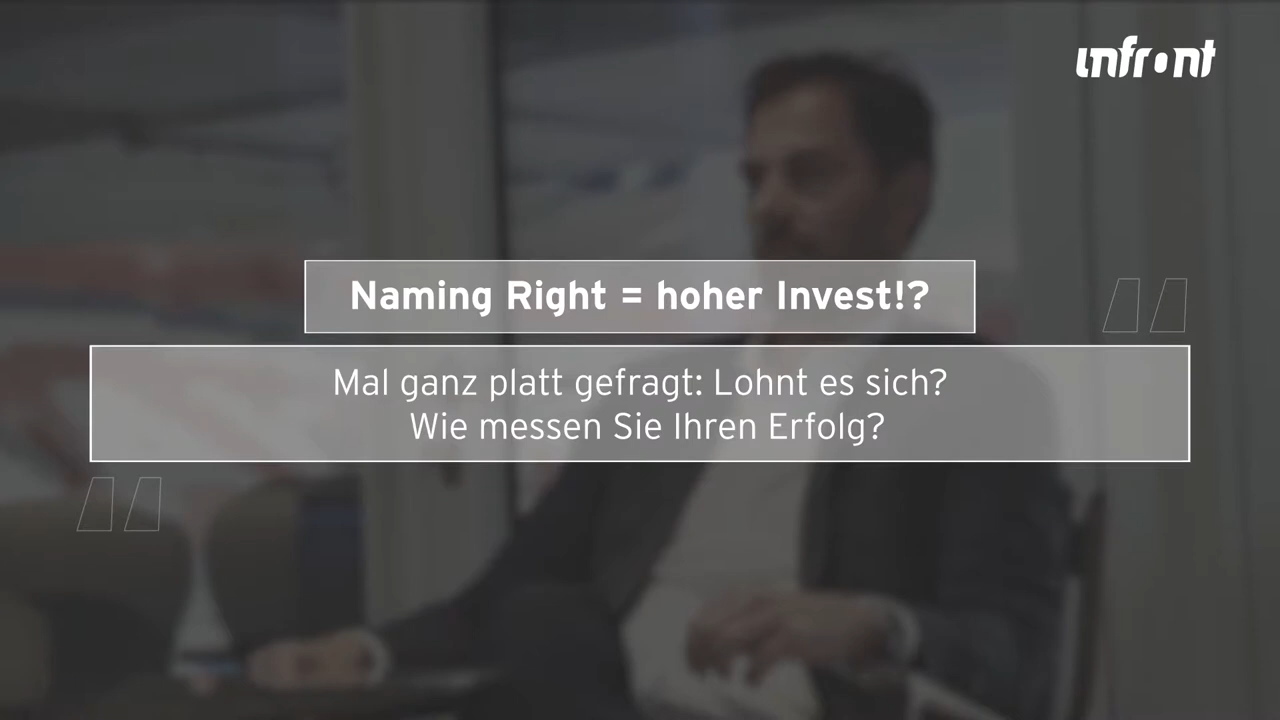 infront
Naming Right = hoher Invest!?
Mal ganz platt gefragt: Lohnt es sich?
Wie messen Sie Ihren Erfolg?